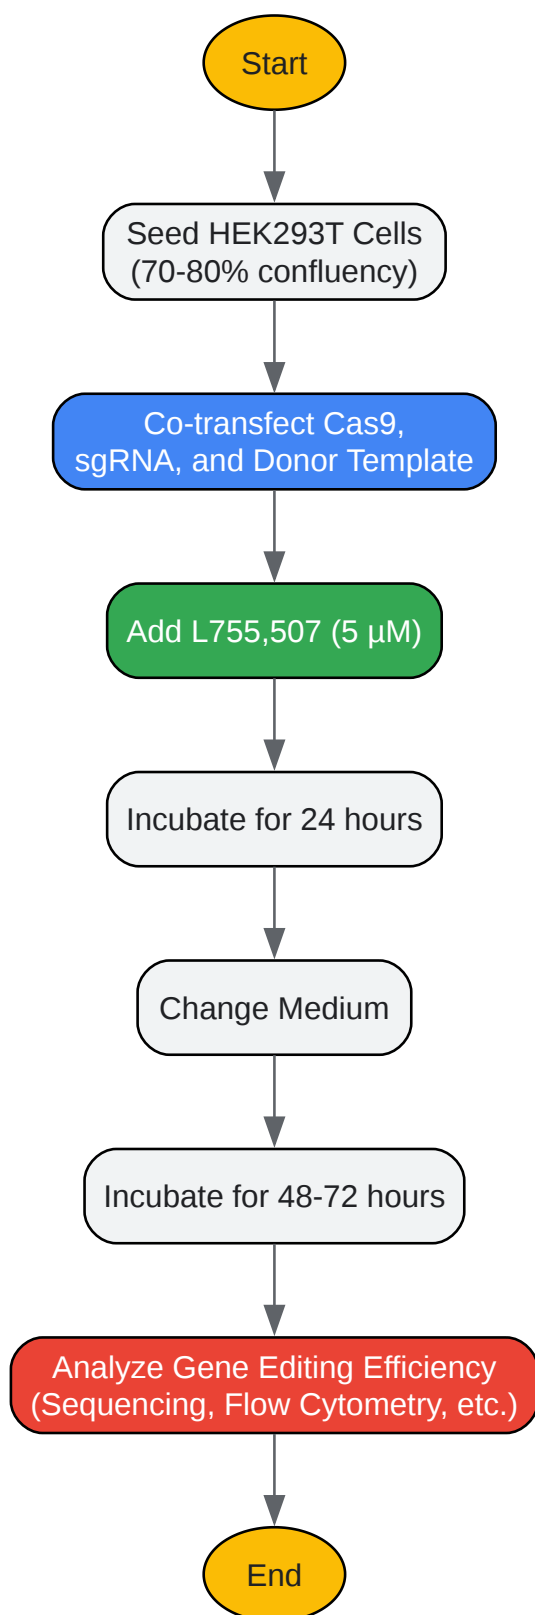 Start
Seed HEK293T Cells
(70-80% confluency)
Co-transfect Cas9,
sgRNA, and Donor Template
Add L755,507 (5 µM)
Incubate for 24 hours
Change Medium
Incubate for 48-72 hours
Analyze Gene Editing Efficiency
(Sequencing, Flow Cytometry, etc.)
End